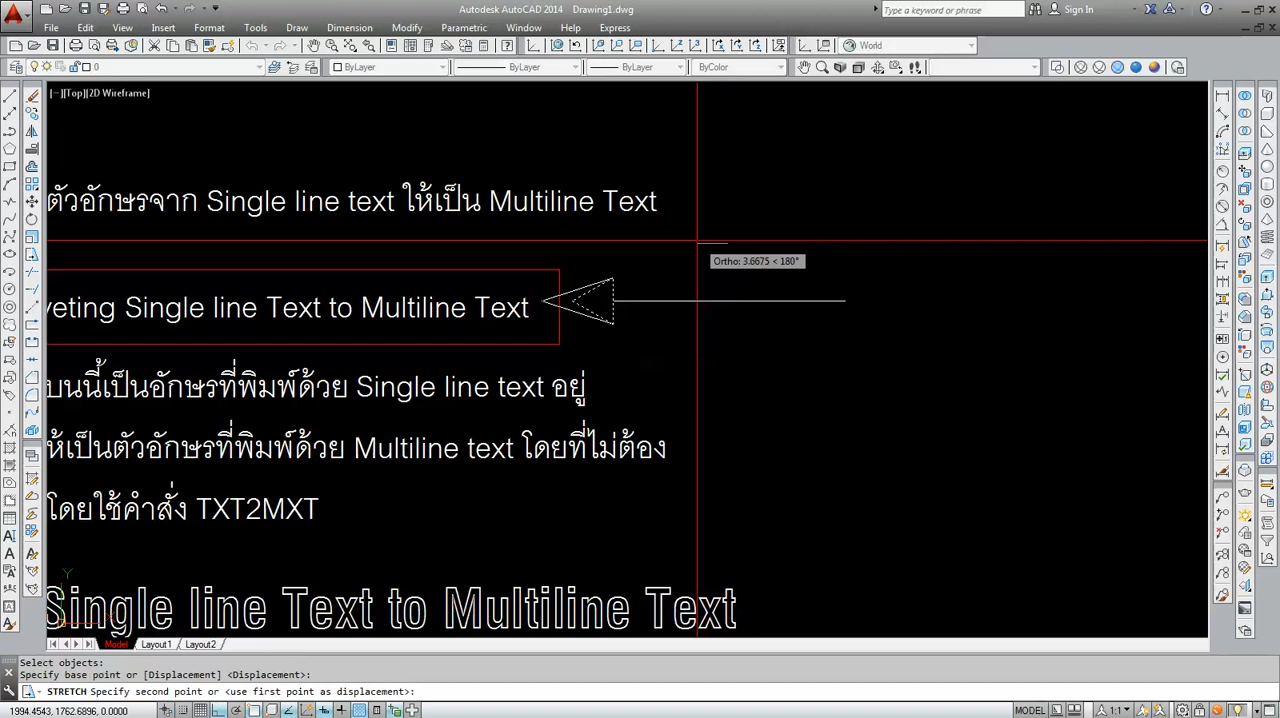 Autodesk AutoCAD 2014 Drawing1.dwg
Type a keyword or phrase
Sign In
File Edit View Insert Format Tools Draw Dimension Modify Parametric Window Help Express
World
0
ByLayer
ByLayer
ByLayer
ByColor
[−][Top][2D Wireframe]
ตัวอักษรจาก Single line text ให้เป็น Multiline Text
Ortho: 3.6675 < 180°
veting Single line Text to Multiline Text
บนนี้เป็นอักษรที่พิมพ์ด้วย Single line text อยู่
ห้เป็นตัวอักษรที่พิมพ์ด้วย Multiline text โดยที่ไม่ต้อง
โดยใช้คำสั่ง TXT2MXT
Y
Single line Text to Multiline Text
Model Layout1 Layout2
Select objects:
Specify base point or [Displacement] <Displacement>:
STRETCH Specify second point or <use first point as displacement>:
1994.4543, 1762.6896, 0.0000
MODEL
1:1